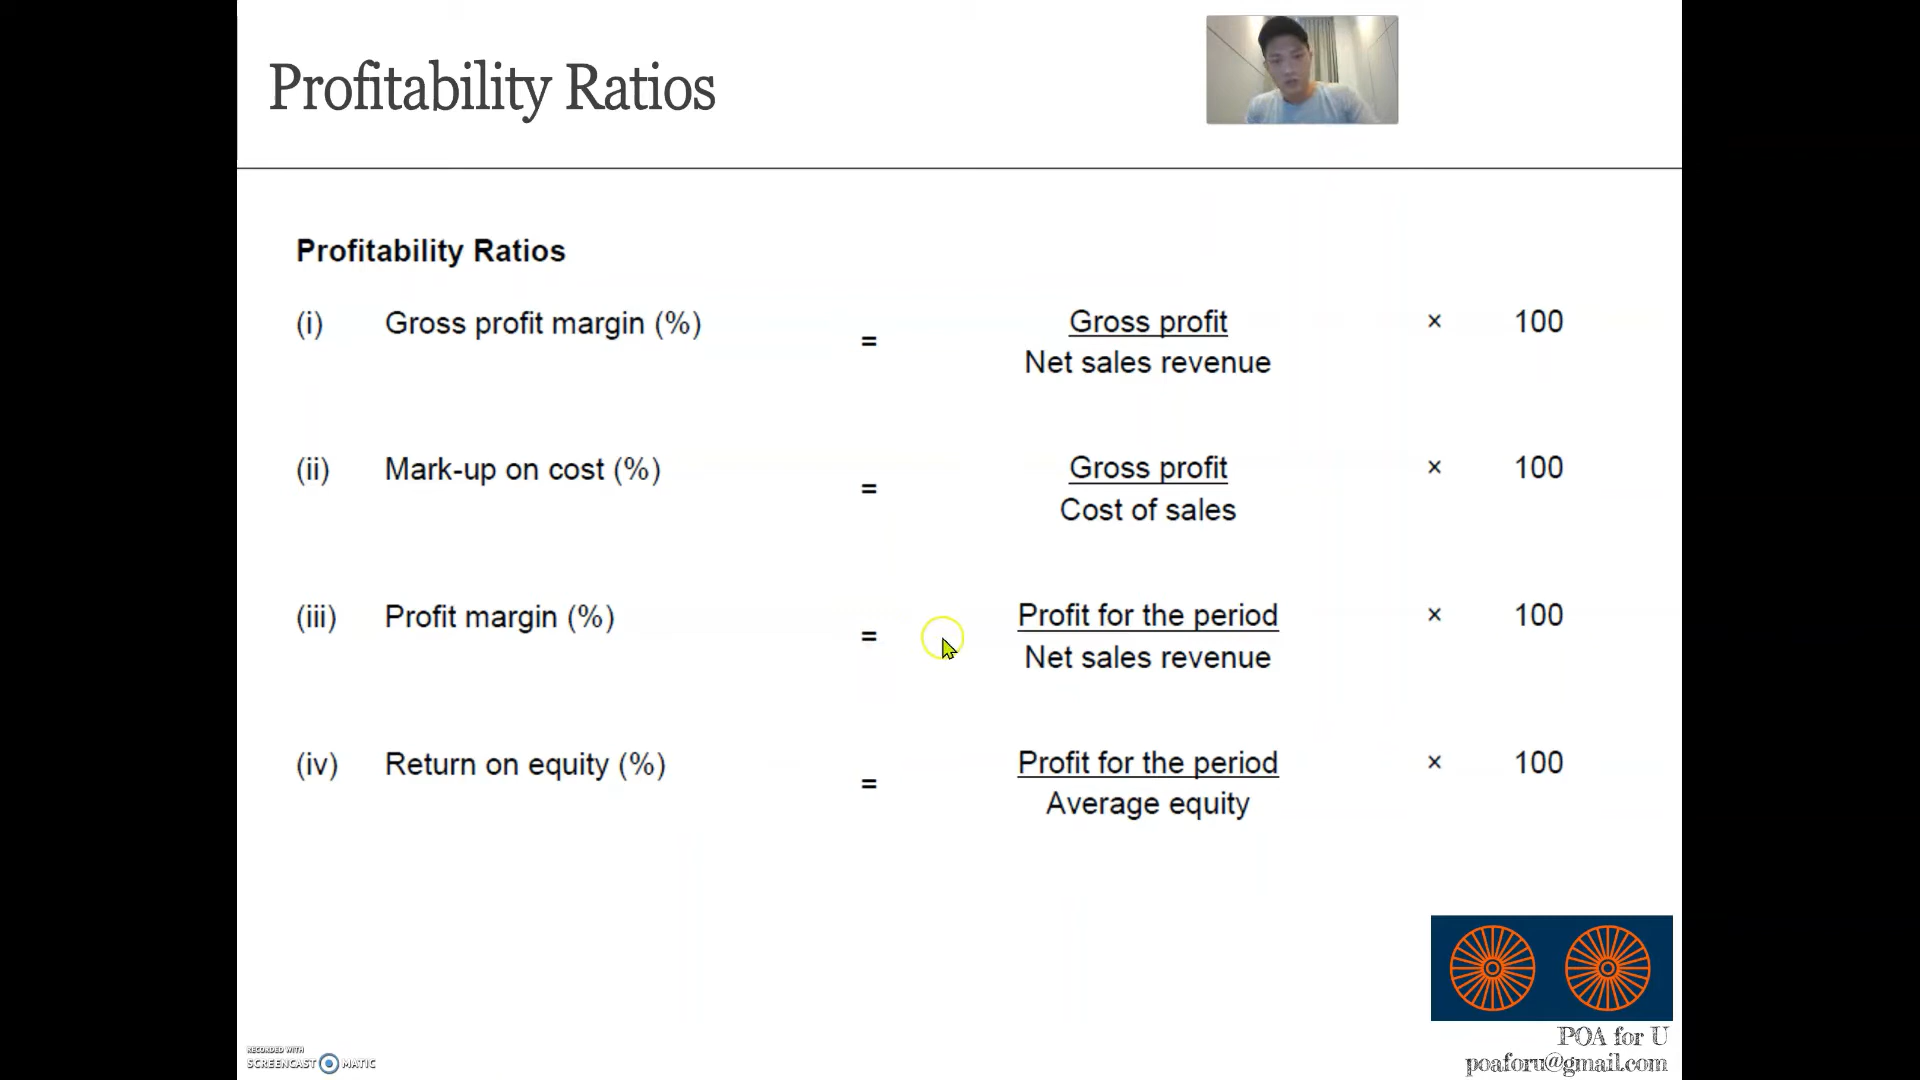 Profitability Ratios
Profitability Ratios
(i) Gross profit margin (%) = Gross profit × 100
Net sales revenue
(ii) Mark-up on cost (%) = Gross profit × 100
Cost of sales
(iii) Profit margin (%) = Profit for the period × 100
Net sales revenue
(iv) Return on equity (%) = Profit for the period × 100
Average equity
POA for U
poaforu@gmail.com
RECORDED WITH
SCREENCAST MATIC